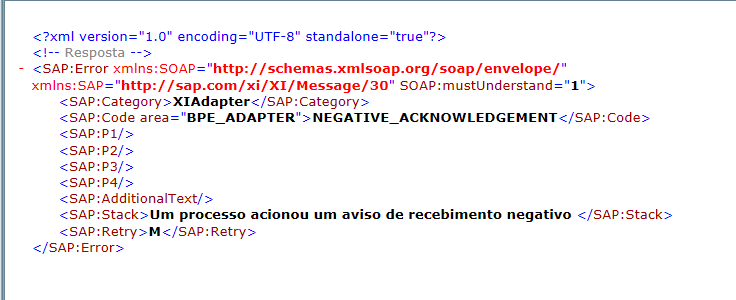 <?xml version="1.0" encoding="UTF-8" standalone="true"?>
<!-- Resposta -->
- <SAP:Error xmlns:SOAP="http://schemas.xmlsoap.org/soap/envelope/"
xmlns:SAP="http://sap.com/xi/XI/Message/30" SOAP:mustUnderstand="1">
<SAP:Category>XIAdapter</SAP:Category>
<SAP:Code area="BPE_ADAPTER">NEGATIVE_ACKNOWLEDGEMENT</SAP:Code>
<SAP:P1/>
<SAP:P2/>
<SAP:P3/>
<SAP:P4/>
<SAP:AdditionalText/>
<SAP:Stack>Um processo acionou um aviso de recebimento negativo </SAP:Stack>
<SAP:Retry>M</SAP:Retry>
</SAP:Error>